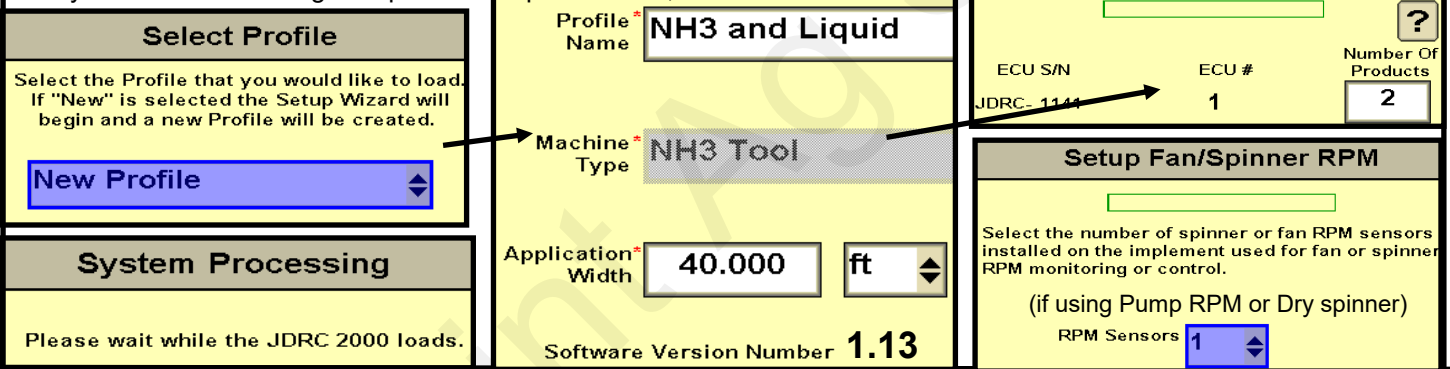 Select Profile
Select the Profile that you would like to load.
If "New" is selected the Setup Wizard will
begin and a new Profile will be created.
New Profile
System Processing
Please wait while the JDRC 2000 loads.
Profile*
Name
NH3 and Liquid
Machine*
Type
NH3 Tool
Application*
Width
40.000
ft
Software Version Number 1.13
?
ECU S/N
ECU #
Number Of
Products
JDRC- 1141
1
2
Setup Fan/Spinner RPM
Select the number of spinner or fan RPM sensors
installed on the implement used for fan or spinner
RPM monitoring or control.
(if using Pump RPM or Dry spinner)
RPM Sensors
1